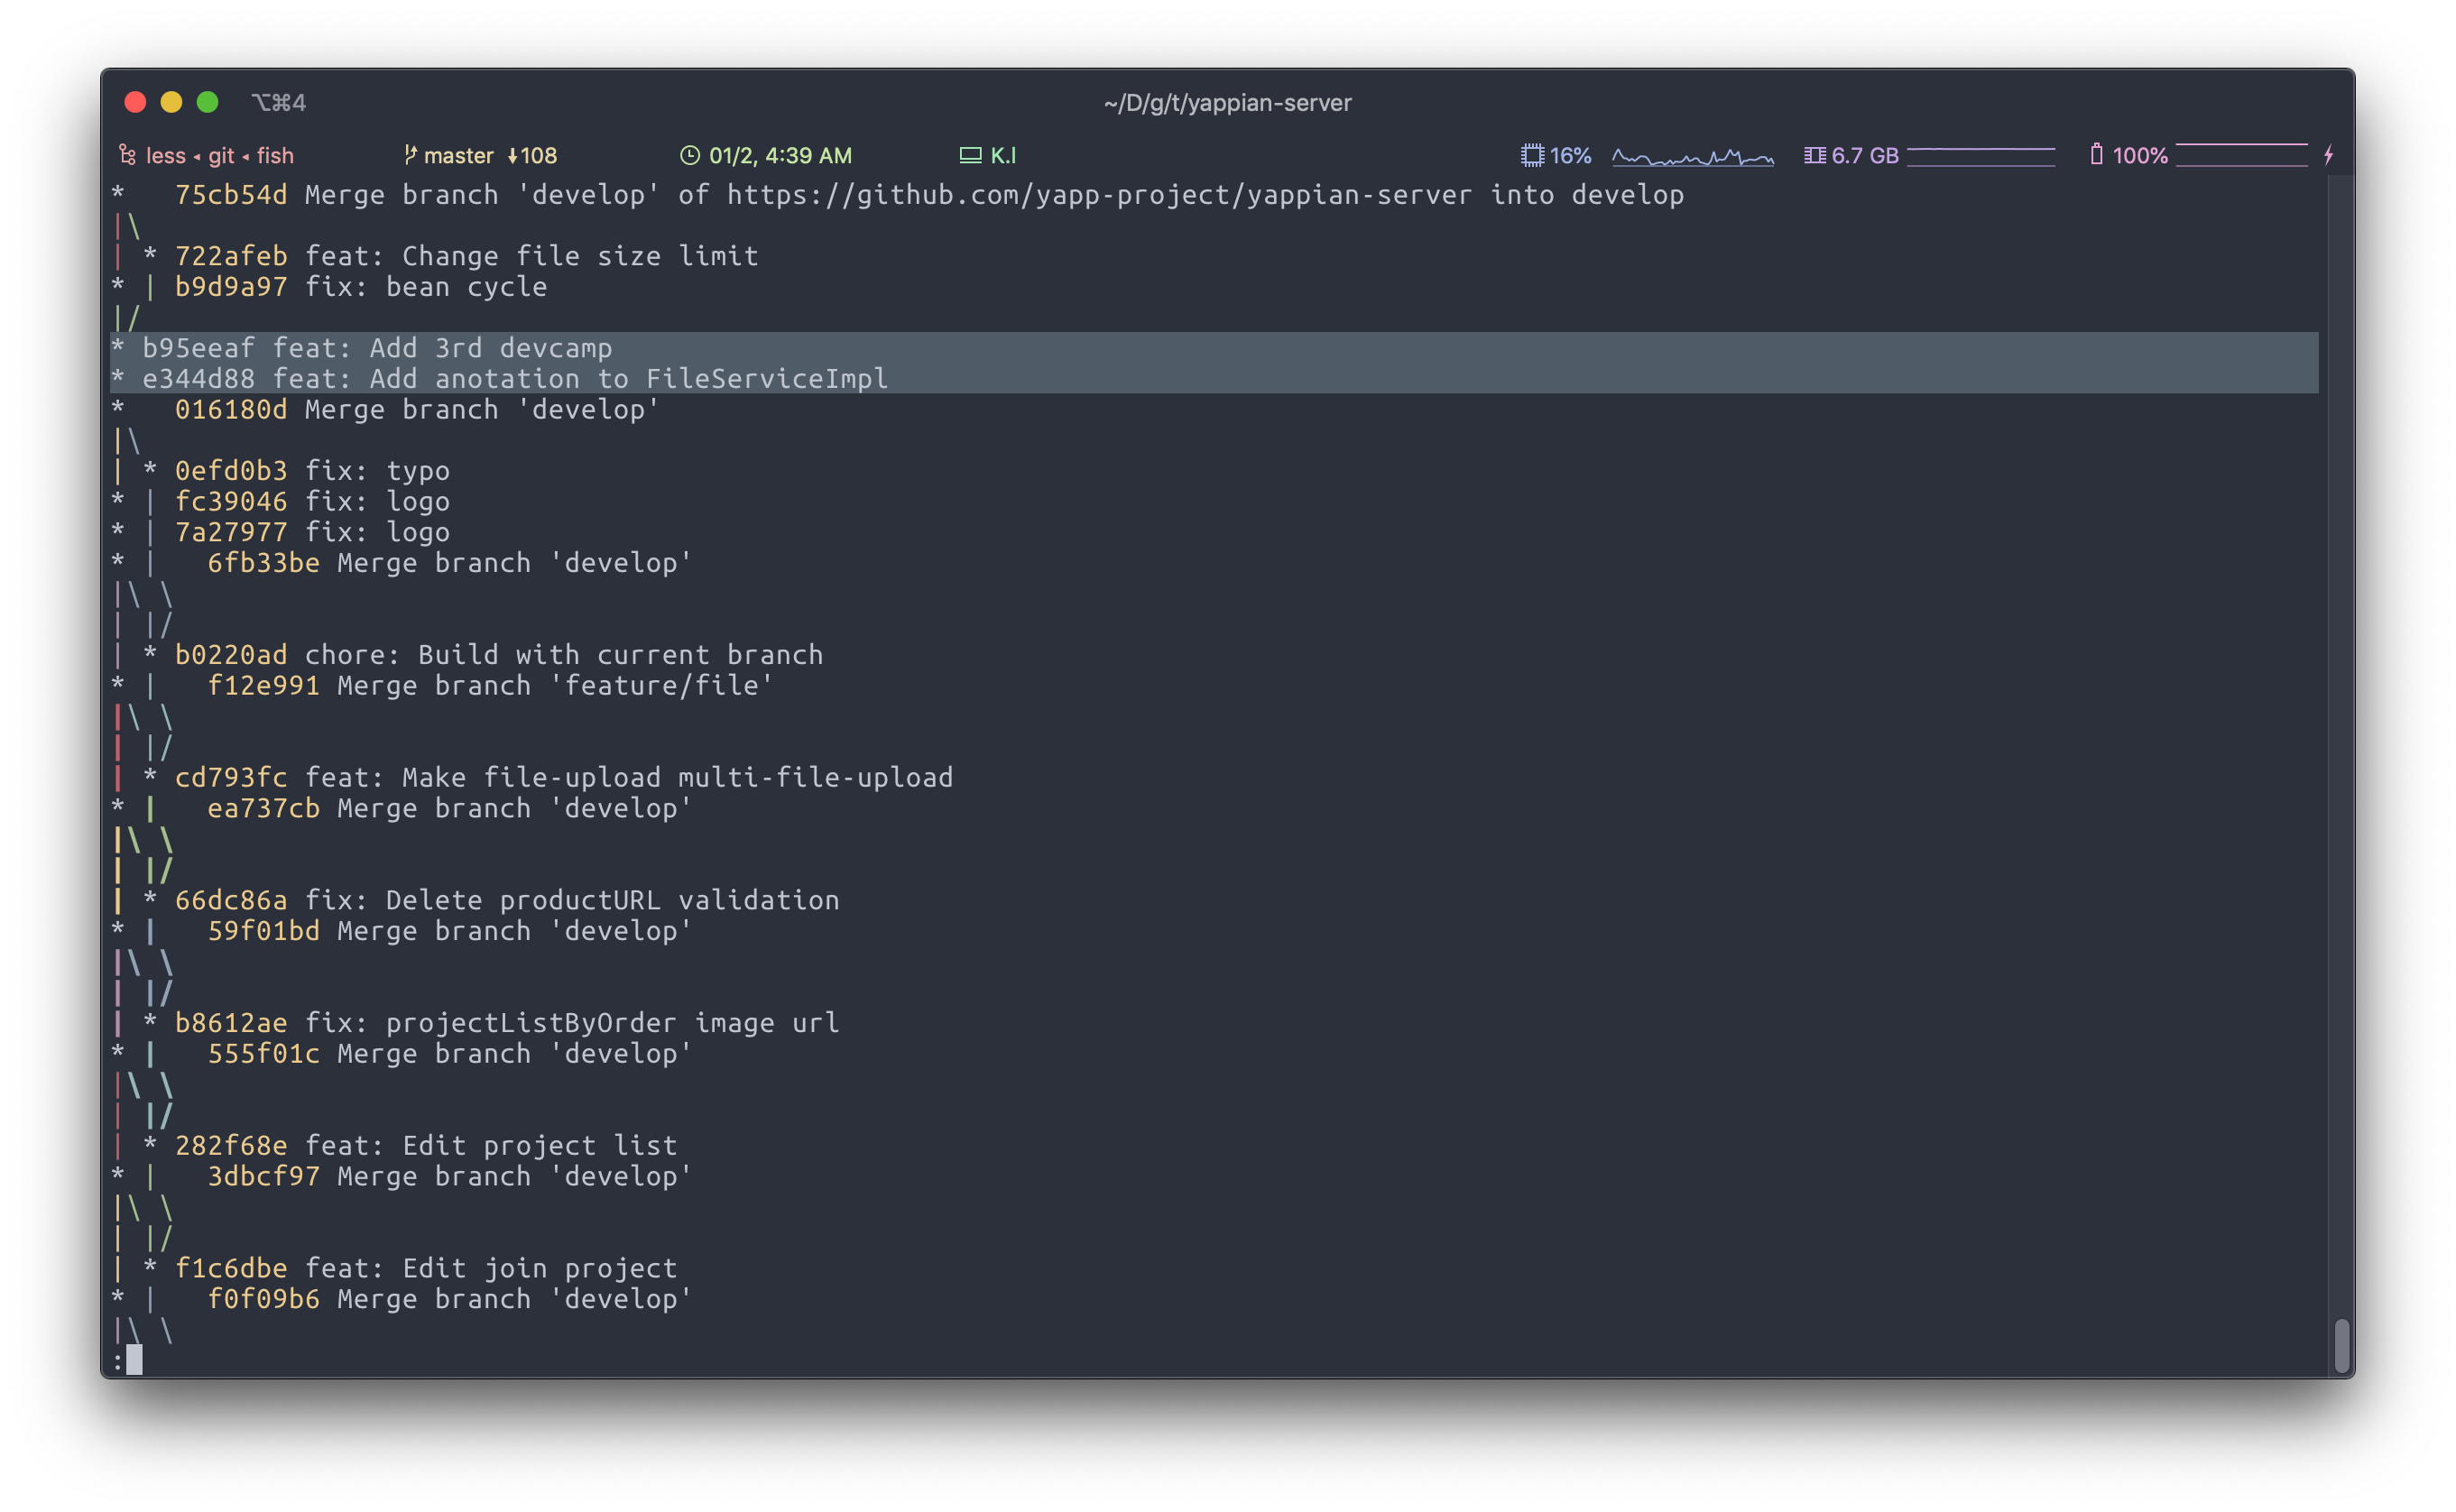 ⌥⌘4 ~/D/g/t/yappian-server
less ◂ git ◂ fish master ↓108 01/2, 4:39 AM K.I 16% 6.7 GB 100%
*   75cb54d Merge branch 'develop' of https://github.com/yapp-project/yappian-server into develop
|\
| * 722afeb feat: Change file size limit
* | b9d9a97 fix: bean cycle
|/
* b95eeaf feat: Add 3rd devcamp
* e344d88 feat: Add anotation to FileServiceImpl
*   016180d Merge branch 'develop'
|\
| * 0efd0b3 fix: typo
* | fc39046 fix: logo
* | 7a27977 fix: logo
* |   6fb33be Merge branch 'develop'
|\ \
| |/
| * b0220ad chore: Build with current branch
* |   f12e991 Merge branch 'feature/file'
|\ \
| |/
| * cd793fc feat: Make file-upload multi-file-upload
* |   ea737cb Merge branch 'develop'
|\ \
| |/
| * 66dc86a fix: Delete productURL validation
* |   59f01bd Merge branch 'develop'
|\ \
| |/
| * b8612ae fix: projectListByOrder image url
* |   555f01c Merge branch 'develop'
|\ \
| |/
| * 282f68e feat: Edit project list
* |   3dbcf97 Merge branch 'develop'
|\ \
| |/
| * f1c6dbe feat: Edit join project
* |   f0f09b6 Merge branch 'develop'
|\ \
: